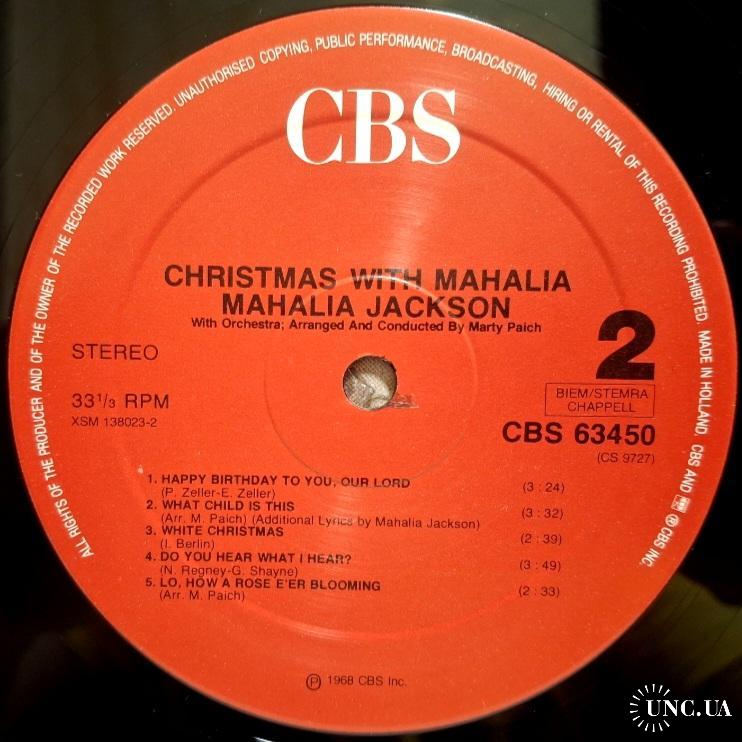 ALL RIGHTS OF THE PRODUCER AND OF THE OWNER OF THE RECORDED WORK RESERVED. UNAUTHORISED COPYING, PUBLIC PERFORMANCE, BROADCASTING, HIRING OR RENTAL OF THIS RECORDING PROHIBITED. MADE IN HOLLAND. CBS AND ℗ CBS INC.
CBS
CHRISTMAS WITH MAHALIA
MAHALIA JACKSON
With Orchestra; Arranged And Conducted By Marty Paich
STEREO
2
33 1/3 RPM
XSM 138023-2
BIEM/STEMRA
CHAPPELL
CBS 63450
(CS 9727)
1. HAPPY BIRTHDAY TO YOU, OUR LORD (3 : 24)
(P. Zeller-E. Zeller)
2. WHAT CHILD IS THIS (3 : 32)
(Arr. M. Paich) (Additional Lyrics by Mahalia Jackson)
3. WHITE CHRISTMAS (2 : 39)
(I. Berlin)
4. DO YOU HEAR WHAT I HEAR? (3 : 49)
(N. Regney-G. Shayne)
5. LO, HOW A ROSE E'ER BLOOMING (2 : 33)
(Arr. M. Paich)
℗ 1968 CBS Inc.
UNC.UA